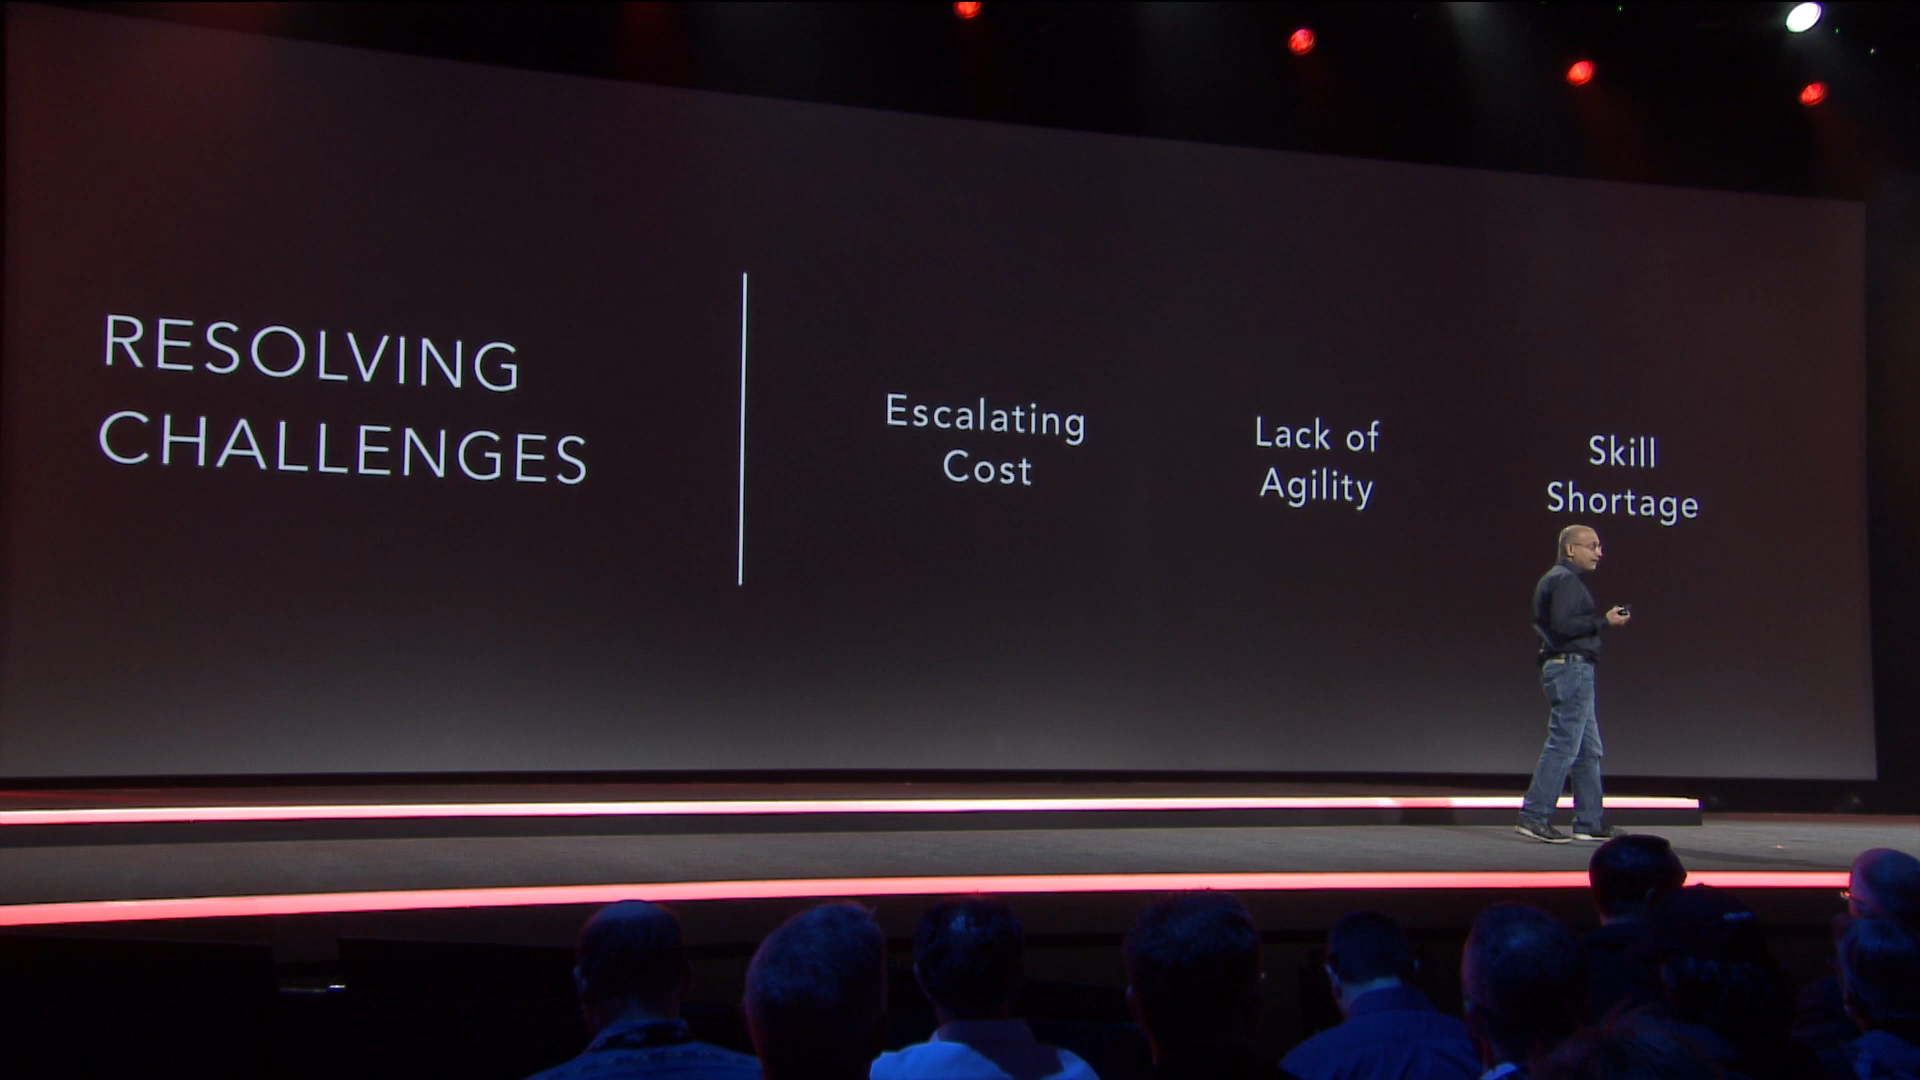 RESOLVING
CHALLENGES
Escalating
Cost
Lack of
Agility
Skill
Shortage